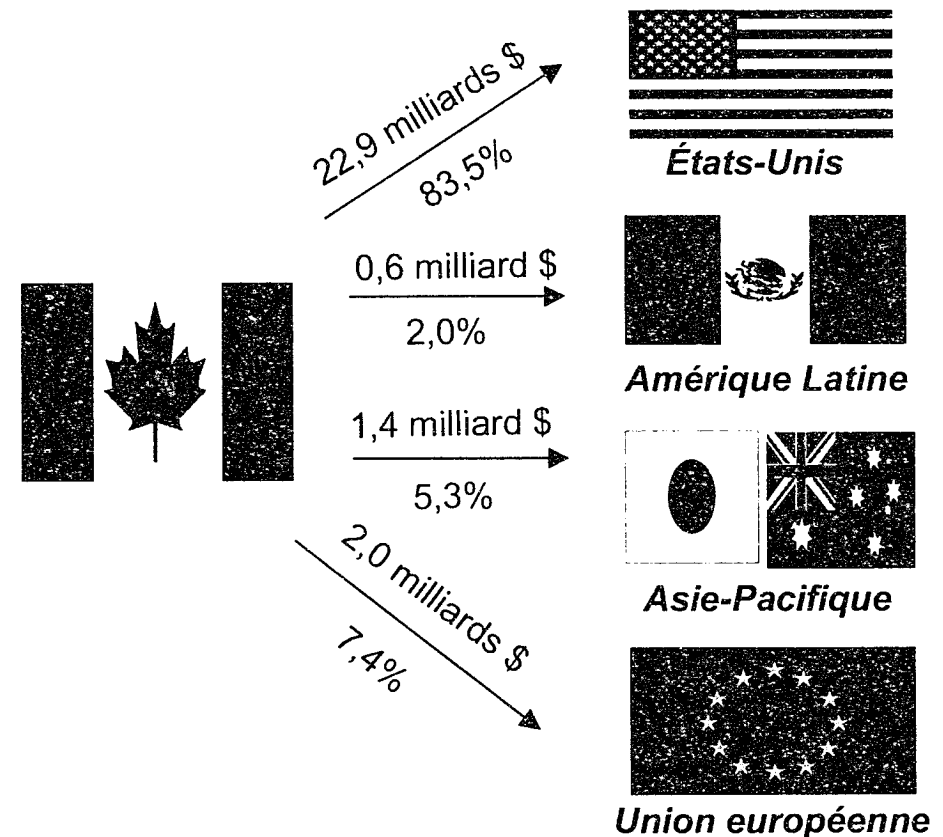 22,9 milliards $
83,5%
États-Unis
0,6 milliard $
2,0%
Amérique Latine
1,4 milliard $
5,3%
Asie-Pacifique
2,0 milliards $
7,4%
Union européenne